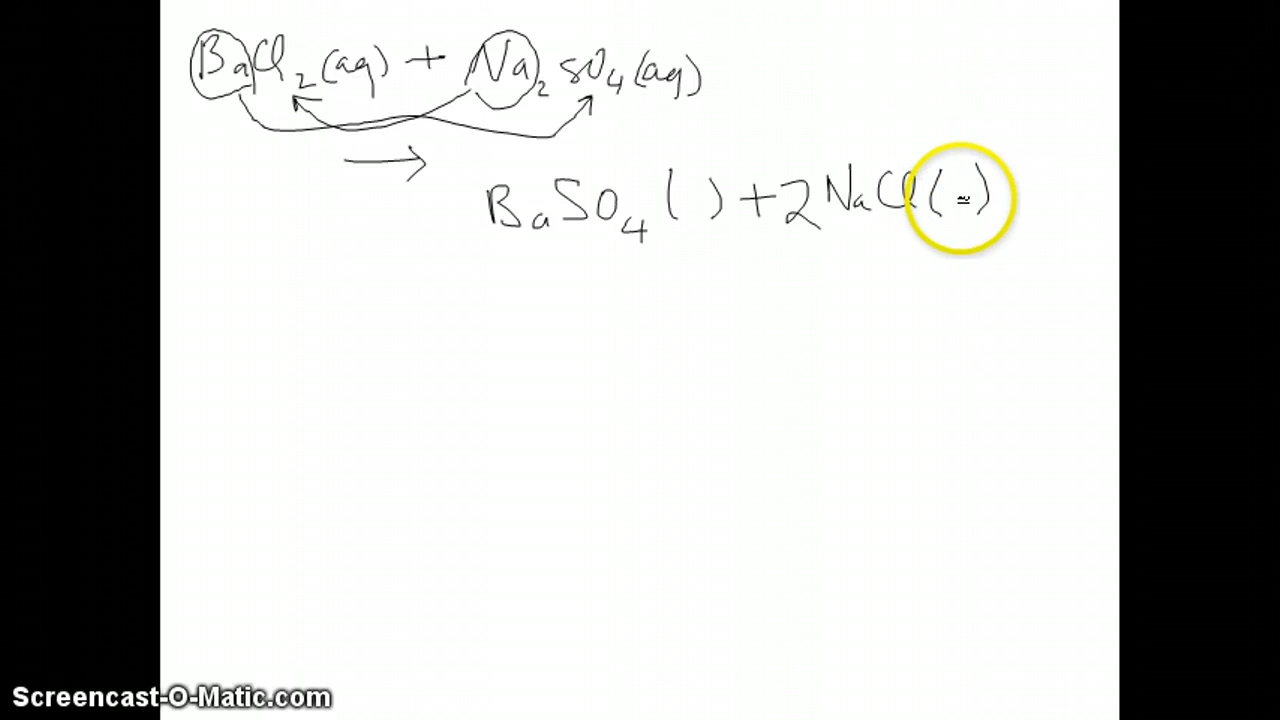 BaCl₂(aq) + Na₂SO₄(aq)
→
BaSO₄( ) + 2NaCl( )
Screencast-O-Matic.com